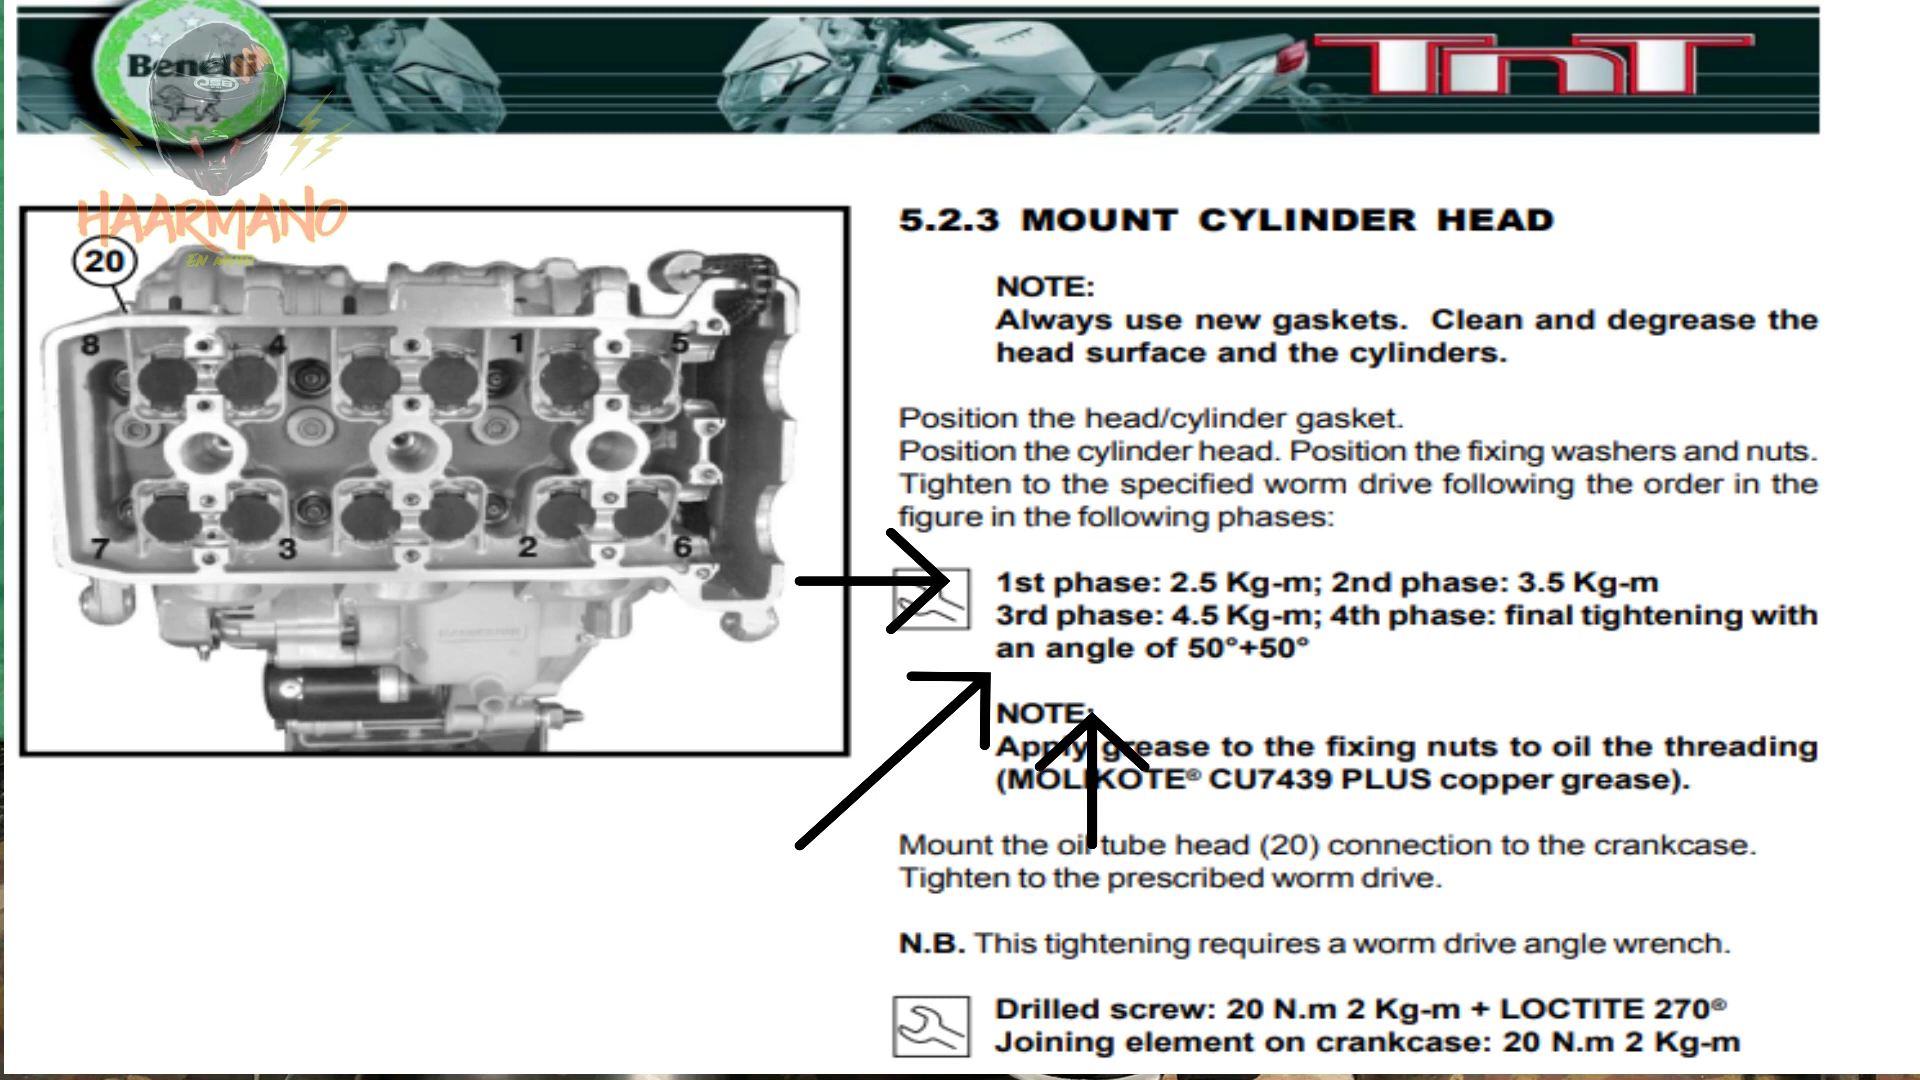 Benelli
TnT
HAARMANO
20
8
4
1
5
7
3
2
6
5.2.3 MOUNT CYLINDER HEAD
NOTE:
Always use new gaskets. Clean and degrease the
head surface and the cylinders.
Position the head/cylinder gasket.
Position the cylinder head. Position the fixing washers and nuts.
Tighten to the specified worm drive following the order in the
figure in the following phases:
1st phase: 2.5 Kg-m; 2nd phase: 3.5 Kg-m
3rd phase: 4.5 Kg-m; 4th phase: final tightening with
an angle of 50°+50°
NOTE:
Apply grease to the fixing nuts to oil the threading
(MOLIKOTE® CU7439 PLUS copper grease).
Mount the oil tube head (20) connection to the crankcase.
Tighten to the prescribed worm drive.
N.B. This tightening requires a worm drive angle wrench.
Drilled screw: 20 N.m 2 Kg-m + LOCTITE 270®
Joining element on crankcase: 20 N.m 2 Kg-m